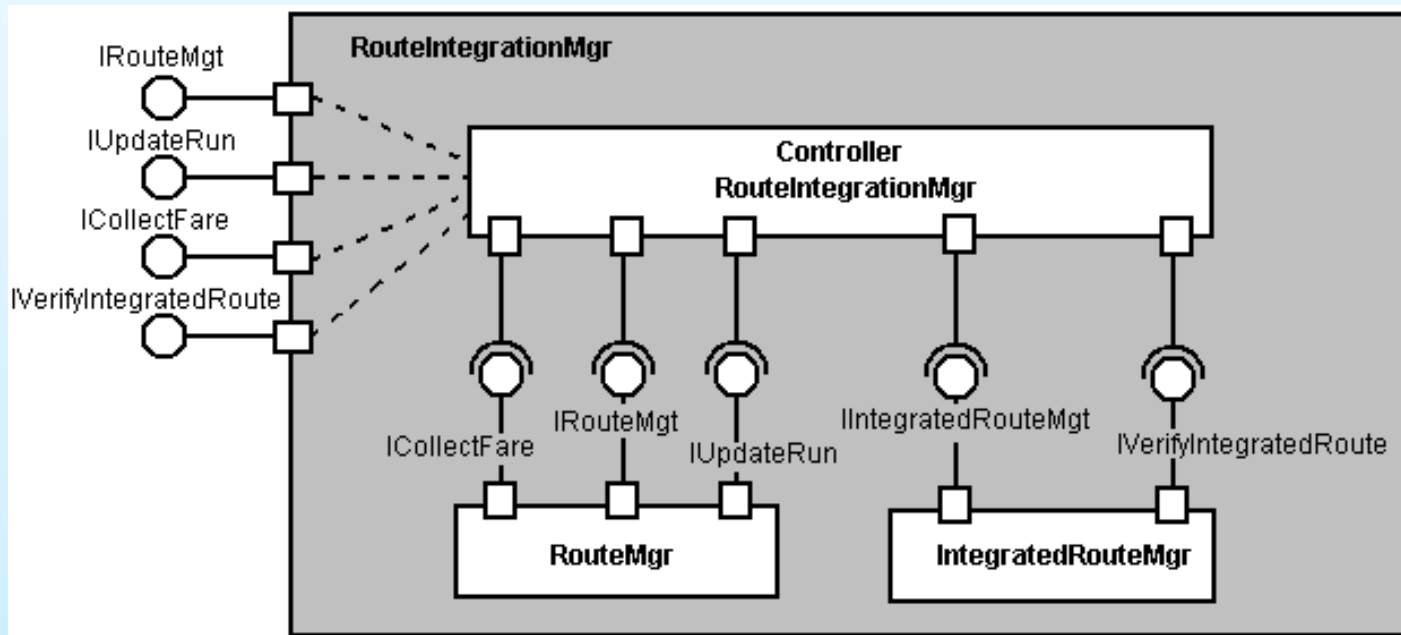 RouteIntegrationMgr
IRouteMgt
IUpdateRun
ICollectFare
IVerifyIntegratedRoute
Controller
RouteIntegrationMgr
ICollectFare
IRouteMgt
IUpdateRun
IIntegratedRouteMgt
IVerifyIntegratedRoute
RouteMgr
IntegratedRouteMgr